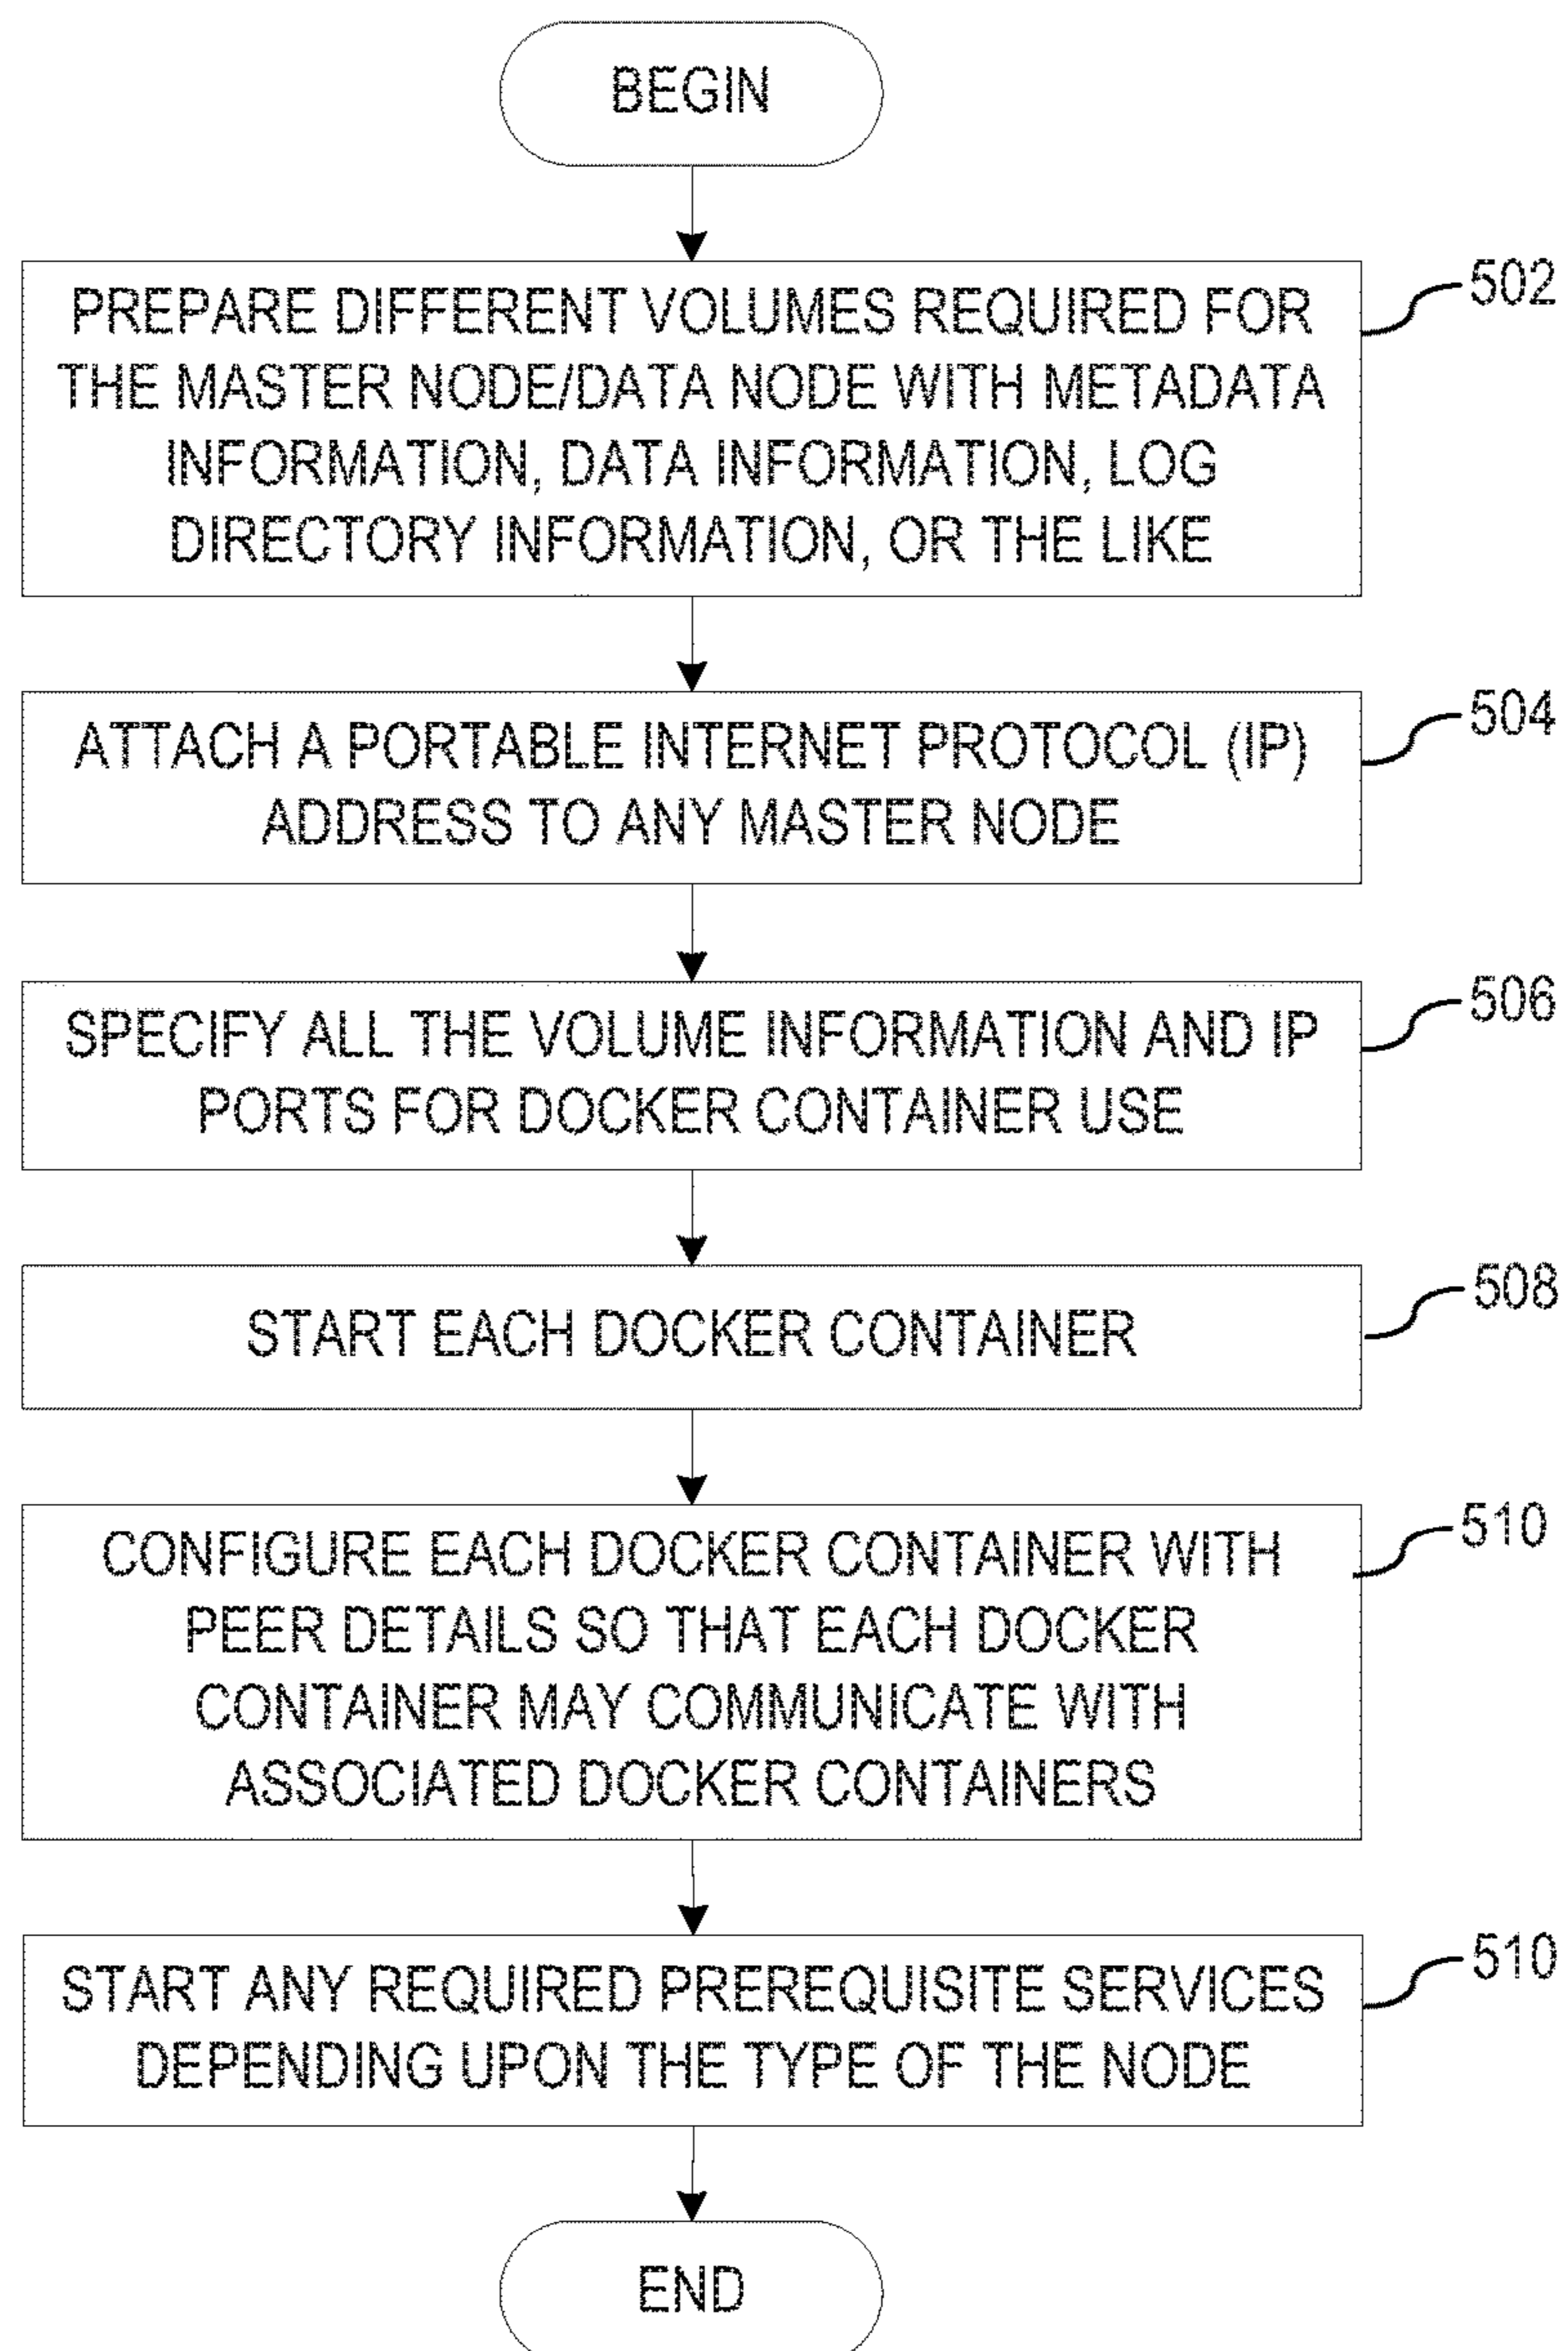 BEGIN
PREPARE DIFFERENT VOLUMES REQUIRED FOR
THE MASTER NODE/DATA NODE WITH METADATA
INFORMATION, DATA INFORMATION, LOG
DIRECTORY INFORMATION, OR THE LIKE
502
ATTACH A PORTABLE INTERNET PROTOCOL (IP)
ADDRESS TO ANY MASTER NODE
504
SPECIFY ALL THE VOLUME INFORMATION AND IP
PORTS FOR DOCKER CONTAINER USE
506
START EACH DOCKER CONTAINER
508
CONFIGURE EACH DOCKER CONTAINER WITH
PEER DETAILS SO THAT EACH DOCKER
CONTAINER MAY COMMUNICATE WITH
ASSOCIATED DOCKER CONTAINERS
510
START ANY REQUIRED PREREQUISITE SERVICES
DEPENDING UPON THE TYPE OF THE NODE
510
END